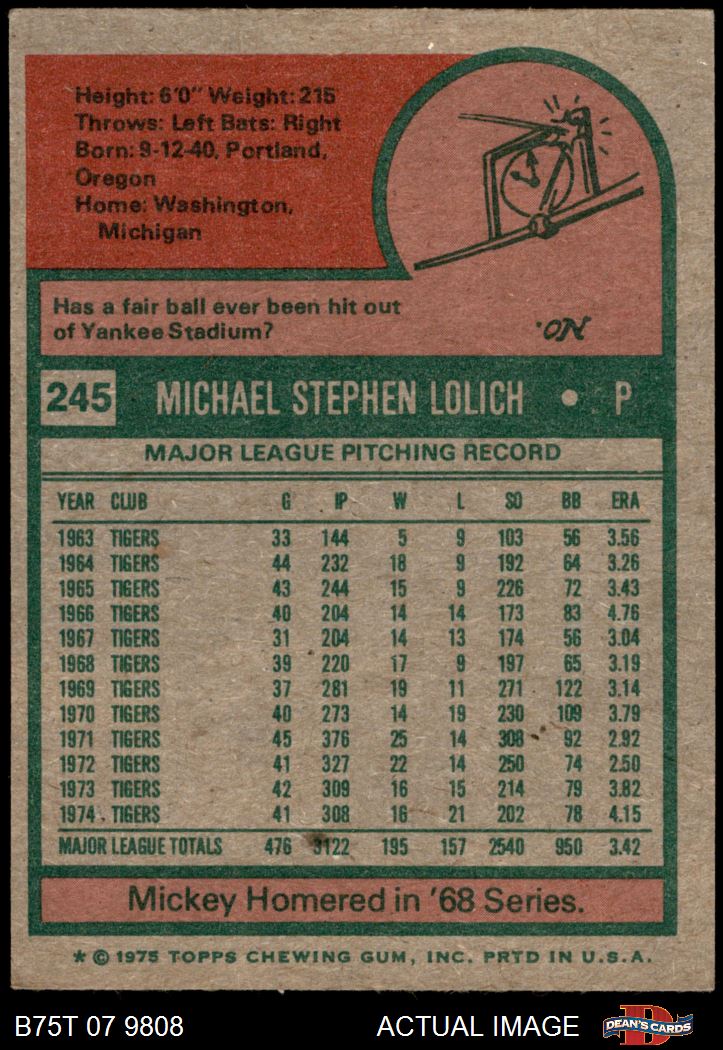 Height: 6'0" Weight: 215
Throws: Left Bats: Right
Born: 9-12-40, Portland,
Oregon
Home: Washington,
Michigan
Has a fair ball ever been hit out
of Yankee Stadium?
No.
245 MICHAEL STEPHEN LOLICH • P
MAJOR LEAGUE PITCHING RECORD
YEAR CLUB G IP W L SO BB ERA
1963 TIGERS 33 144 5 9 103 56 3.56
1964 TIGERS 44 232 18 9 192 64 3.26
1965 TIGERS 43 244 15 9 226 72 3.43
1966 TIGERS 40 204 14 14 173 83 4.76
1967 TIGERS 31 204 14 13 174 56 3.04
1968 TIGERS 39 220 17 9 197 65 3.19
1969 TIGERS 37 281 19 11 271 122 3.14
1970 TIGERS 40 273 14 19 230 109 3.79
1971 TIGERS 45 376 25 14 308 92 2.92
1972 TIGERS 41 327 22 14 250 74 2.50
1973 TIGERS 42 309 16 15 214 79 3.82
1974 TIGERS 41 308 16 21 202 78 4.15
MAJOR LEAGUE TOTALS 476 3122 195 157 2540 950 3.42
Mickey Homered in '68 Series.
* © 1975 TOPPS CHEWING GUM, INC. PRTD IN U.S.A.
B75T 07 9808 ACTUAL IMAGE D DEAN'S CARDS